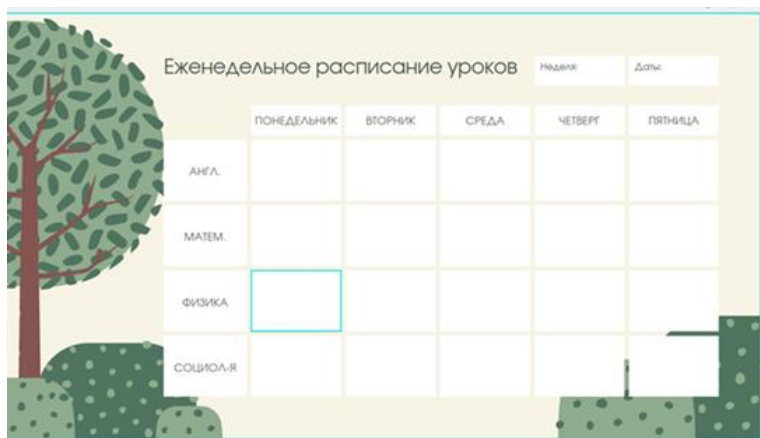 Еженедельное расписание уроков
Неделя:
Даты:
ПОНЕДЕЛЬНИК ВТОРНИК СРЕДА ЧЕТВЕРГ ПЯТНИЦА
АНГЛ.
МАТЕМ.
ФИЗИКА
СОЦИОЛ-Я